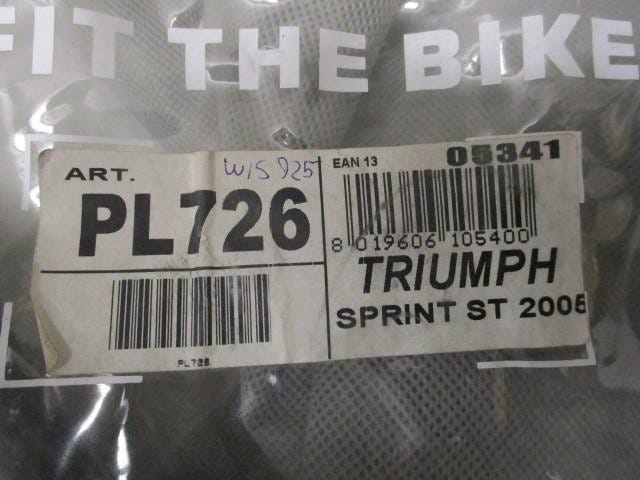 FIT THE BIKE
ART.
W/S 925
PL726
PL726
EAN 13
05341
8 019606 105400
TRIUMPH
SPRINT ST 2005